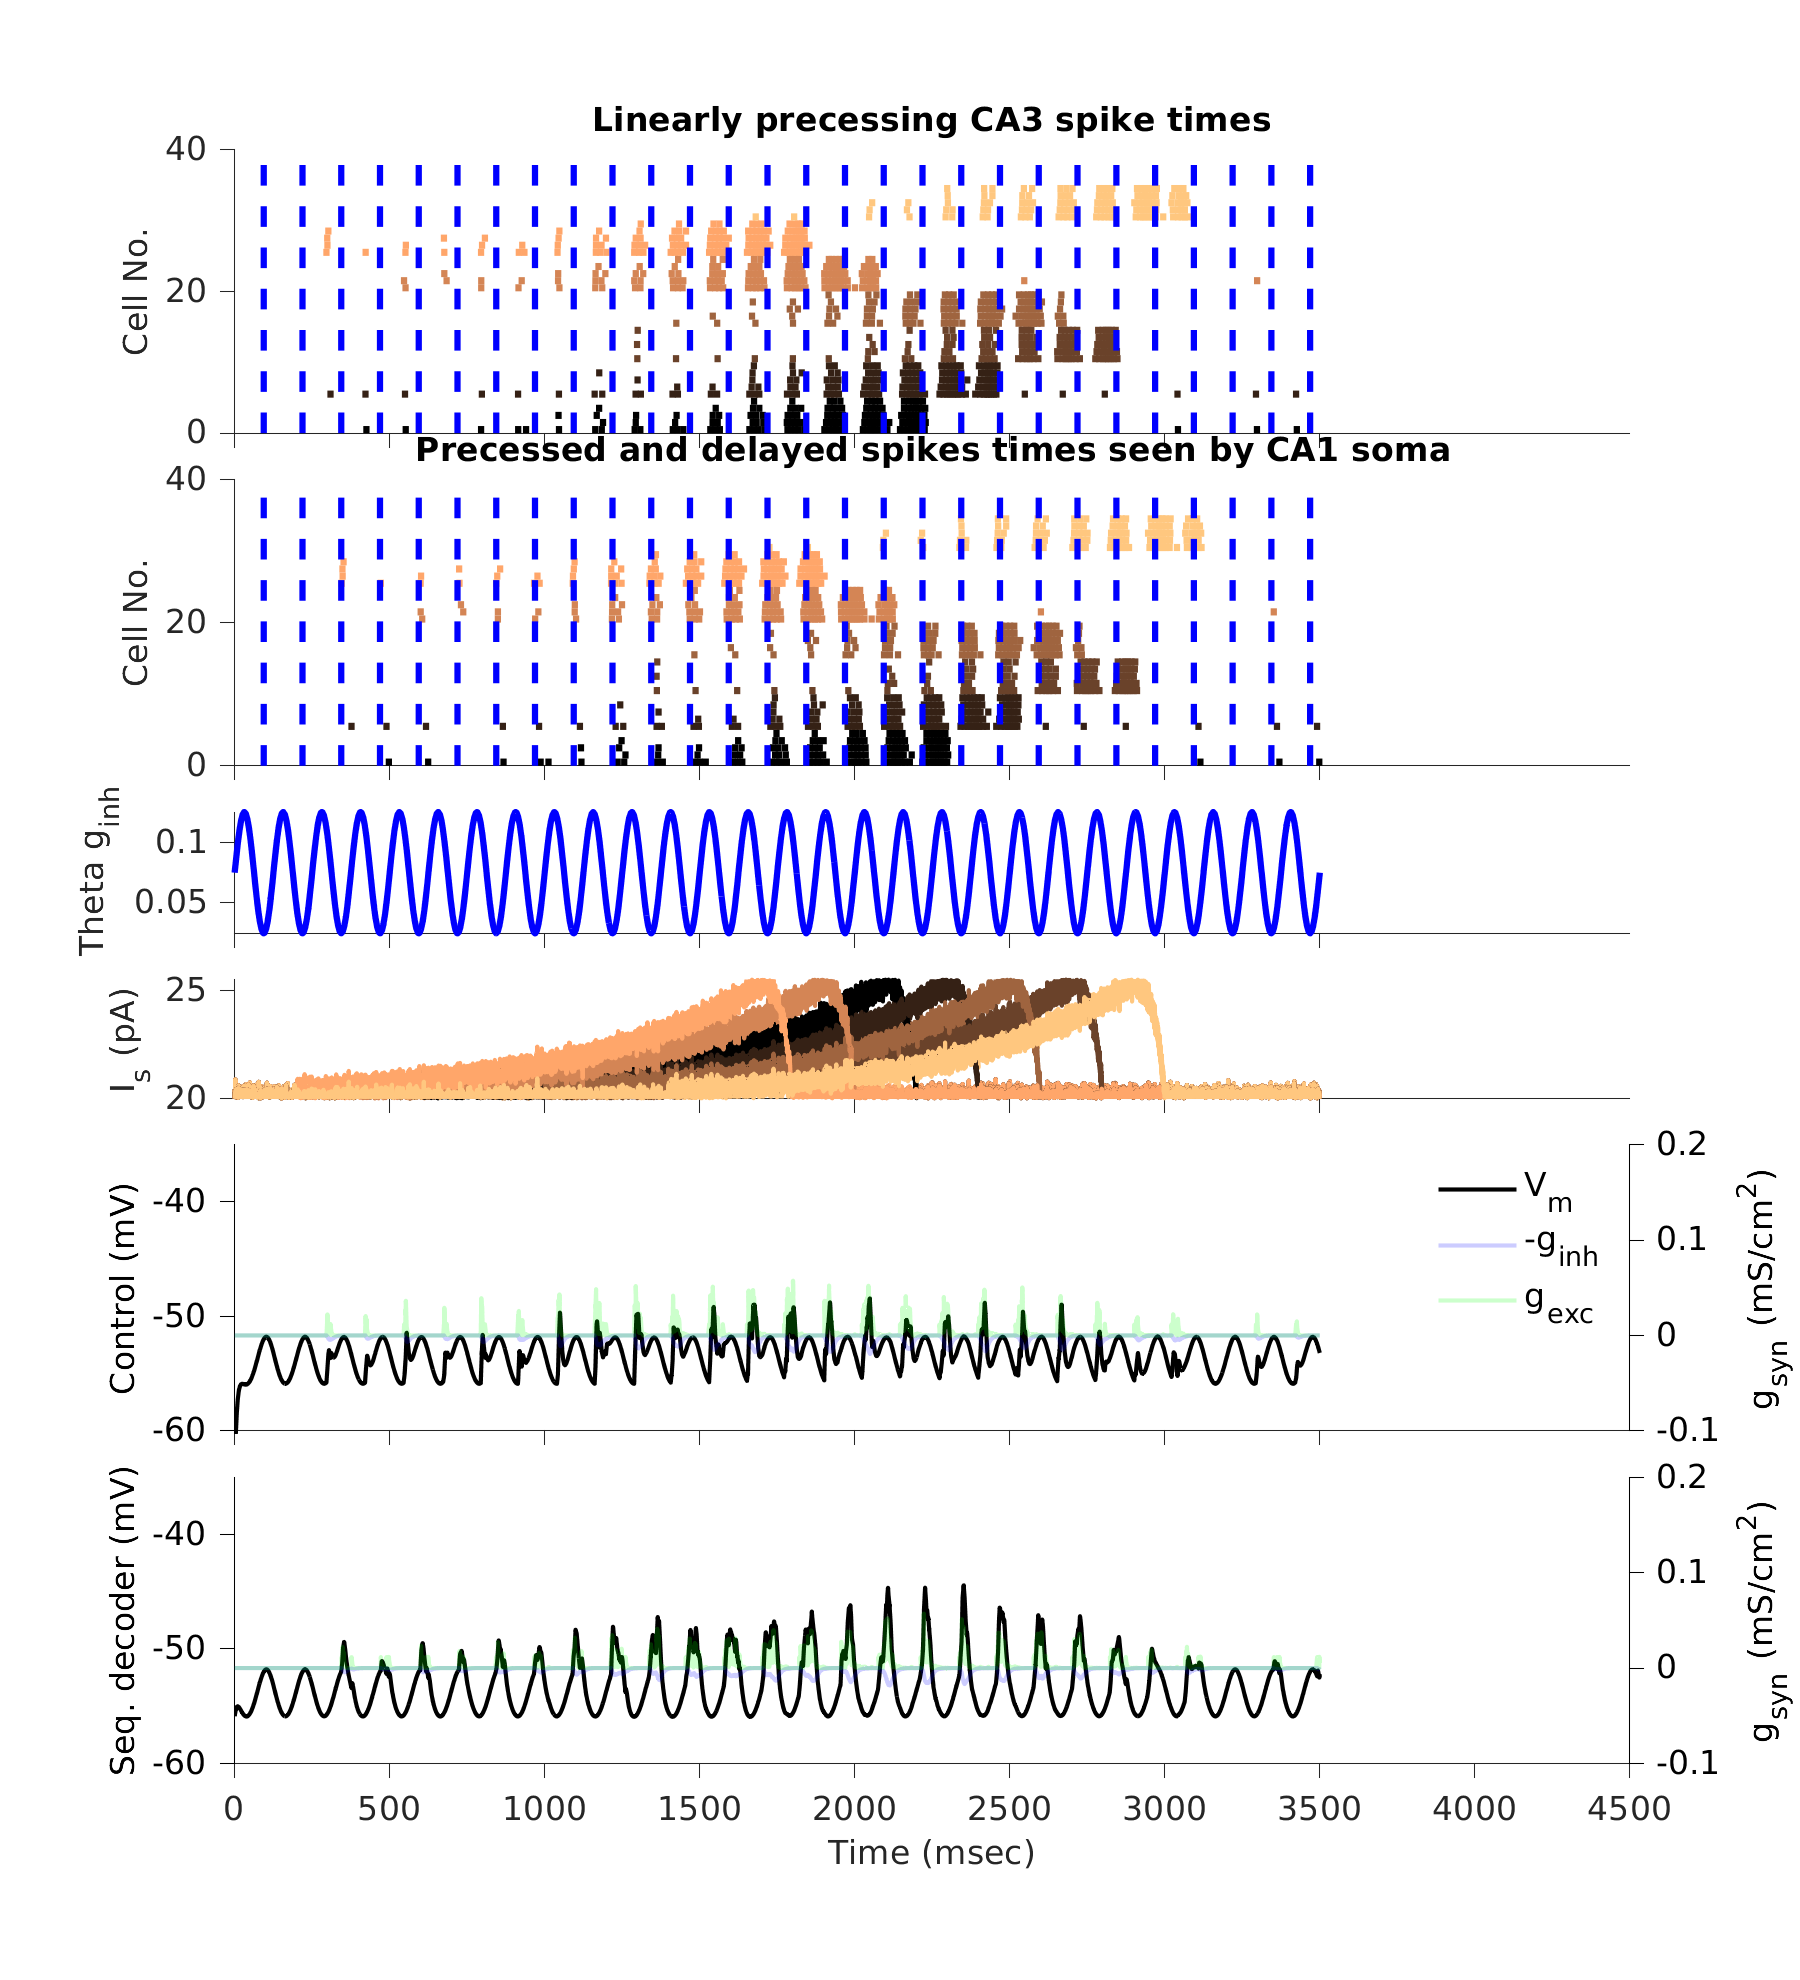 Linearly precessing CA3 spike times
40
20
0
Cell No.
Precessed and delayed spikes times seen by CA1 soma
40
20
0
Cell No.
0.1
0.05
Theta g_inh
25
20
I_s (pA)
-40
-50
-60
Control (mV)
V_m
-g_inh
g_exc
0.2
0.1
0
-0.1
g_syn (mS/cm²)
-40
-50
-60
Seq. decoder (mV)
0.2
0.1
0
-0.1
g_syn (mS/cm²)
0 500 1000 1500 2000 2500 3000 3500 4000 4500
Time (msec)